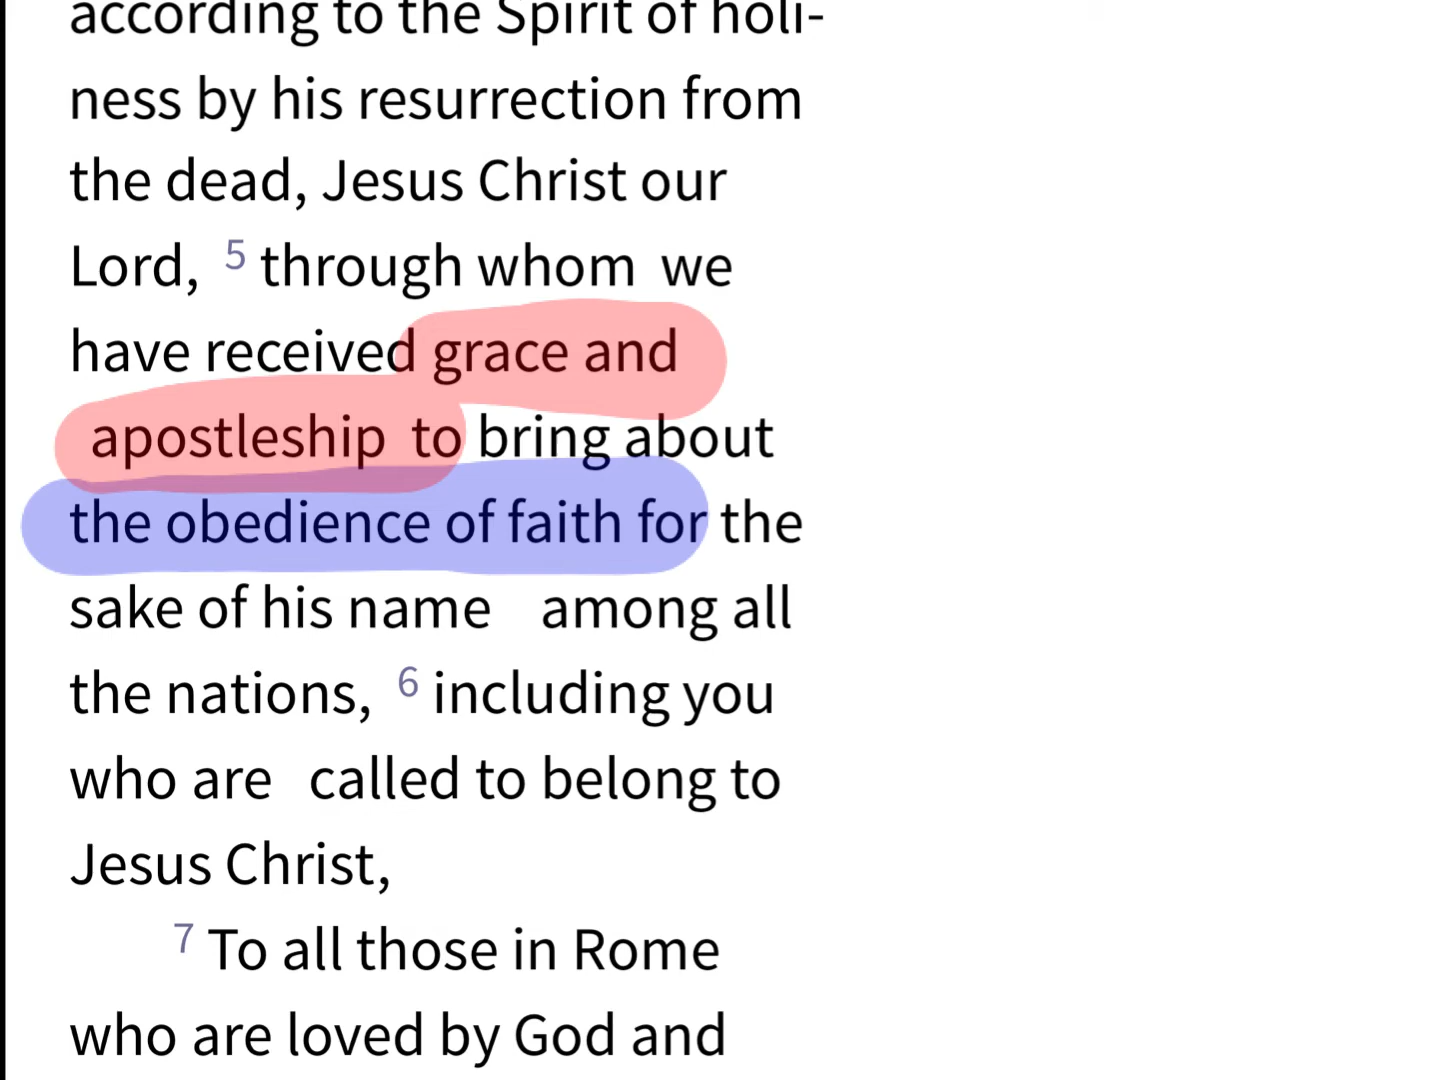 according to the Spirit of holi-
ness by his resurrection from
the dead, Jesus Christ our
Lord, 5 through whom we
have received grace and
apostleship to bring about
the obedience of faith for the
sake of his name among all
the nations, 6 including you
who are called to belong to
Jesus Christ,
7 To all those in Rome
who are loved by God and